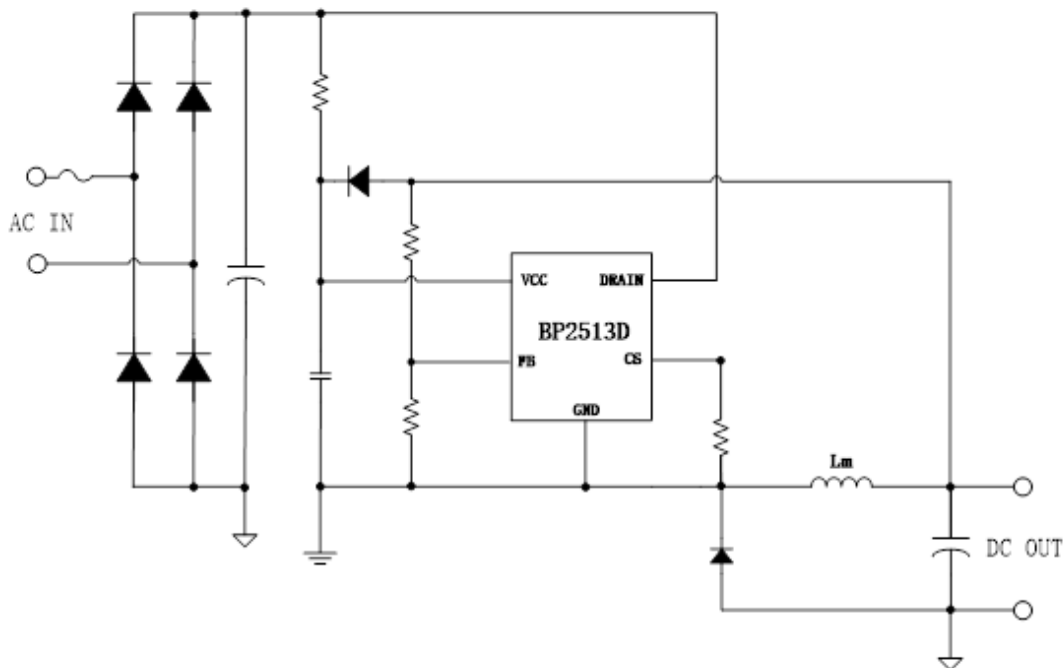 AC IN
VCC
DRAIN
BP2513D
FB
CS
GND
Lm
DC OUT